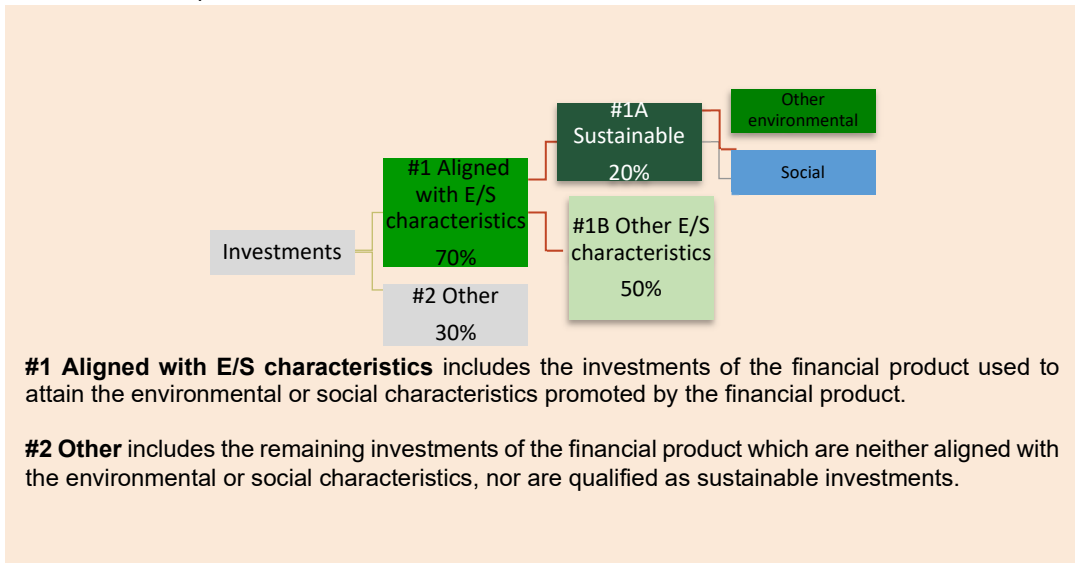 Investments
#1 Aligned
with E/S
characteristics
70%
#2 Other
30%
#1A
Sustainable
20%
#1B Other E/S
characteristics
50%
Other
environmental
Social
#1 Aligned with E/S characteristics includes the investments of the financial product used to
attain the environmental or social characteristics promoted by the financial product.
#2 Other includes the remaining investments of the financial product which are neither aligned with
the environmental or social characteristics, nor are qualified as sustainable investments.